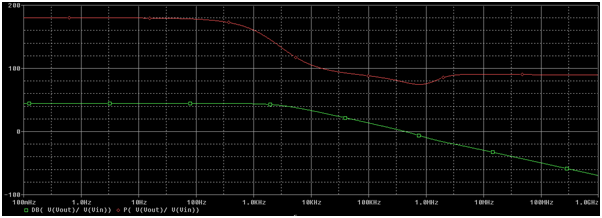 200
100
0
-100
100mHz 1.0Hz 10Hz 100Hz 1.0KHz 10KHz 100KHz 1.0MHz 10MHz 100MHz 1.0GHz
DB( V(Vout)/ V(Vin)) P( V(Vout)/ V(Vin))